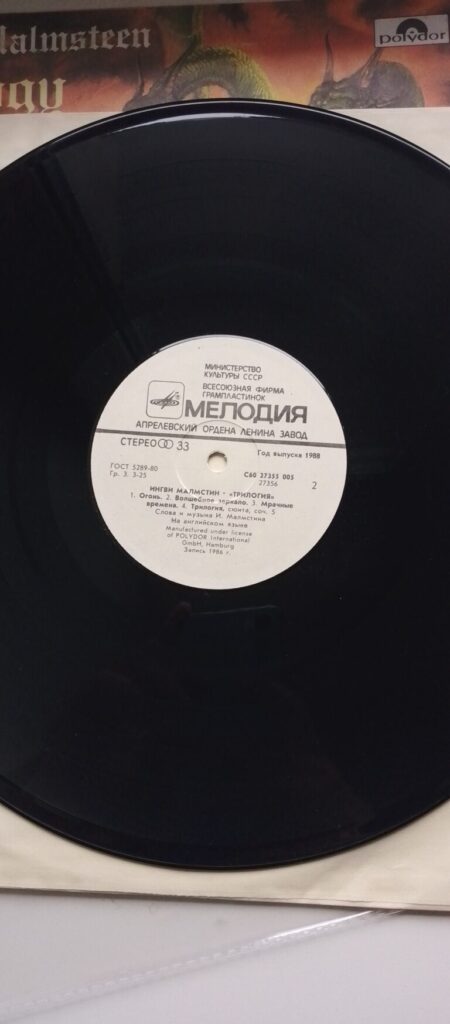 Malmsteen
polydor
МИНИСТЕРСТВО
КУЛЬТУРЫ СССР
ВСЕСОЮЗНАЯ ФИРМА
ГРАМПЛАСТИНОК
МЕЛОДИЯ
АПРЕЛЕВСКИЙ ОРДЕНА ЛЕНИНА ЗАВОД
СТЕРЕО 33
Год выпуска 1988
ГОСТ 5289-80
Гр. 3. 3-25
С60 27355 005
27356
2
ИНГВИ МАЛМСТИН - «ТРИЛОГИЯ»
1. Огонь. 2. Волшебное зеркало. 3. Мрачные
времена. 4. Трилогия, сюита, соч. 5
Слова и музыка И. Малмстина
На английском языке
Manufactured under license
of POLYDOR International
GmbH, Hamburg
Запись 1986 г.